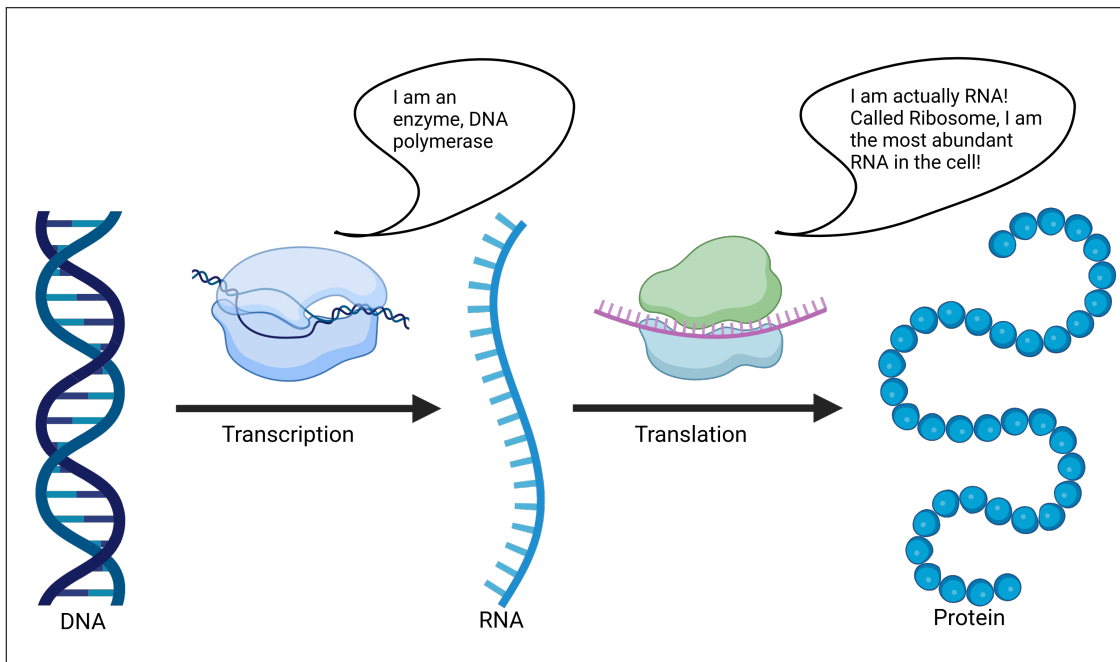 I am an
enzyme, DNA
polymerase
I am actually RNA!
Called Ribosome, I am
the most abundant
RNA in the cell!
Transcription
Translation
DNA
RNA
Protein